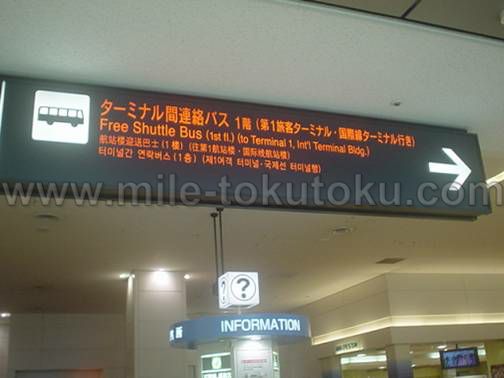 ターミナル間連絡バス 1階 (第1旅客ターミナル・国際線ターミナル行き)
Free Shuttle Bus (1st fl.) (to Terminal 1, Int'l Terminal Bldg.)
航站楼迎送巴士 (1楼) (往第1航站楼・国际线航站楼)
터미널간 연락버스 (1층) (제1여객 터미널·국제선 터미널행)
www.mile-tokutoku.com
?
INFORMATION